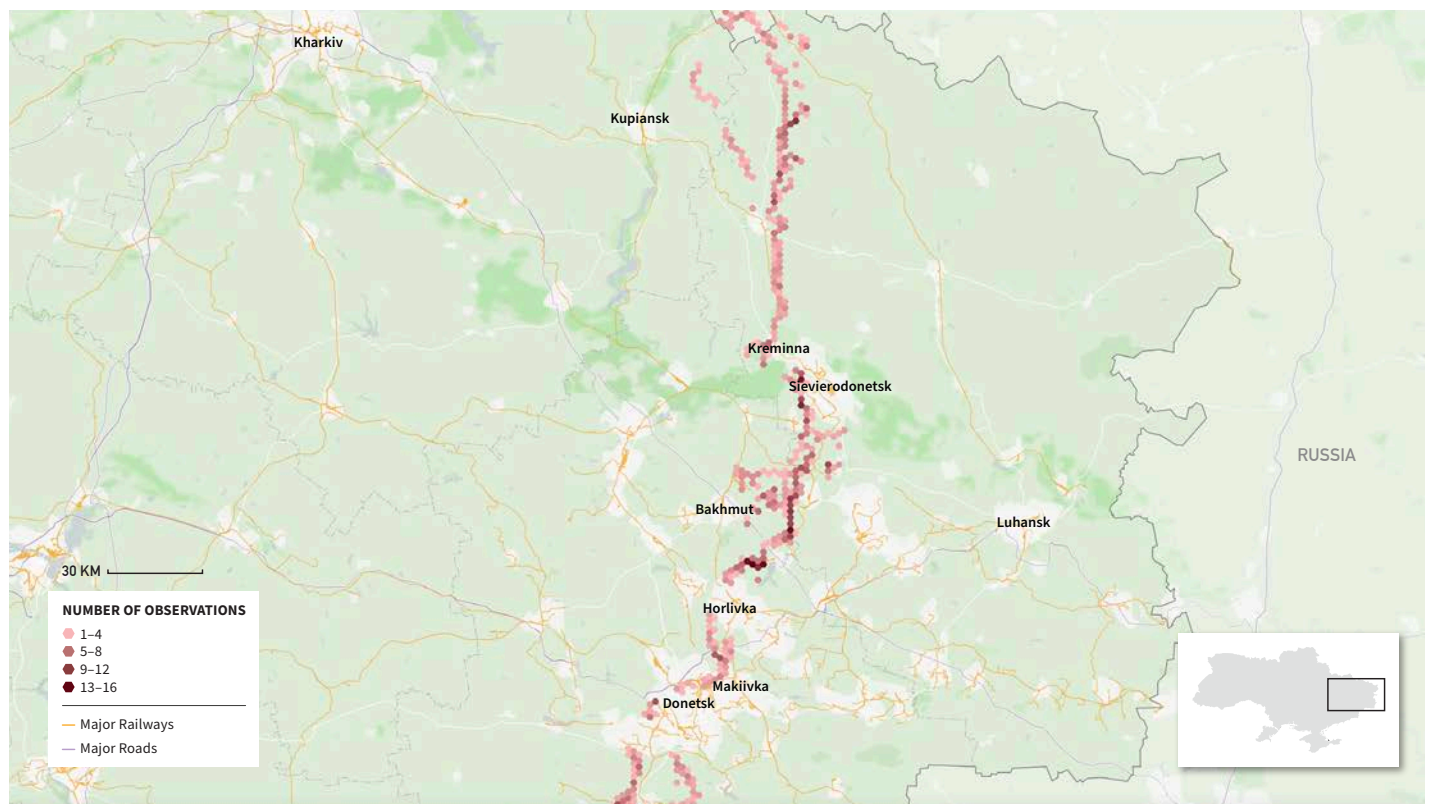 Kharkiv
Kupiansk
Kreminna
Sievierodonetsk
RUSSIA
Bakhmut
Luhansk
30 KM
Horlivka
Makiivka
Donetsk
NUMBER OF OBSERVATIONS
1–4
5–8
9–12
13–16
Major Railways
Major Roads